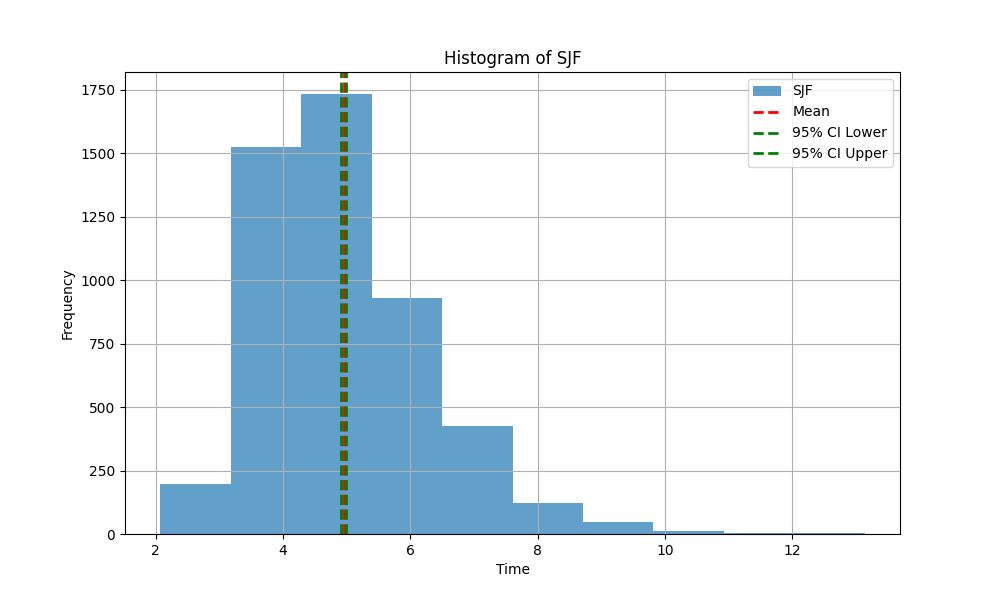 Histogram of SJF
SJF
Mean
95% CI Lower
95% CI Upper
1750
1500
1250
1000
750
500
250
0
Frequency
2 4 6 8 10 12
Time